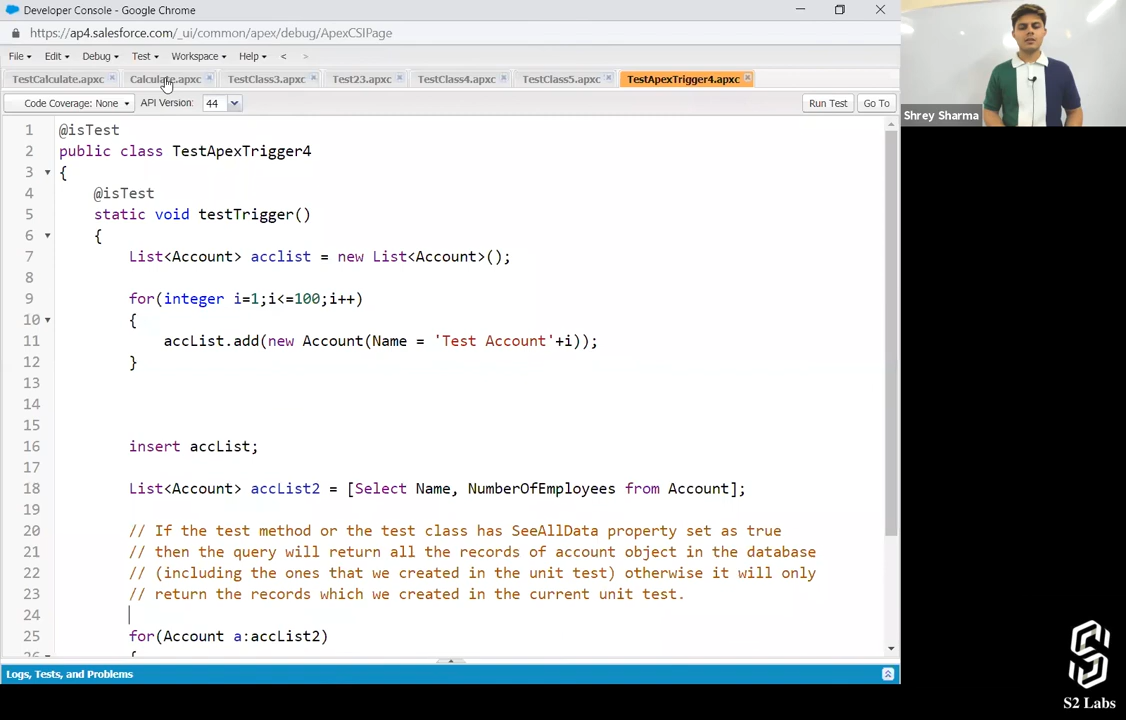 Developer Console - Google Chrome
https://ap4.salesforce.com/_ui/common/apex/debug/ApexCSIPage
File Edit Debug Test Workspace Help < >
TestCalculate.apxc Calculate.apxc TestClass3.apxc Test23.apxc TestClass4.apxc TestClass5.apxc TestApexTrigger4.apxc
Code Coverage: None API Version: 44 Run Test Go To
1 @isTest
2 public class TestApexTrigger4
3 {
4 @isTest
5 static void testTrigger()
6 {
7 List<Account> acclist = new List<Account>();
8
9 for(integer i=1;i<=100;i++)
10 {
11 accList.add(new Account(Name = 'Test Account'+i));
12 }
13
14
15
16 insert accList;
17
18 List<Account> accList2 = [Select Name, NumberOfEmployees from Account];
19
20 // If the test method or the test class has SeeAllData property set as true
21 // then the query will return all the records of account object in the database
22 // (including the ones that we created in the unit test) otherwise it will only
23 // return the records which we created in the current unit test.
24
25 for(Account a:accList2)
26 {
Logs, Tests, and Problems
Shrey Sharma
S2 Labs